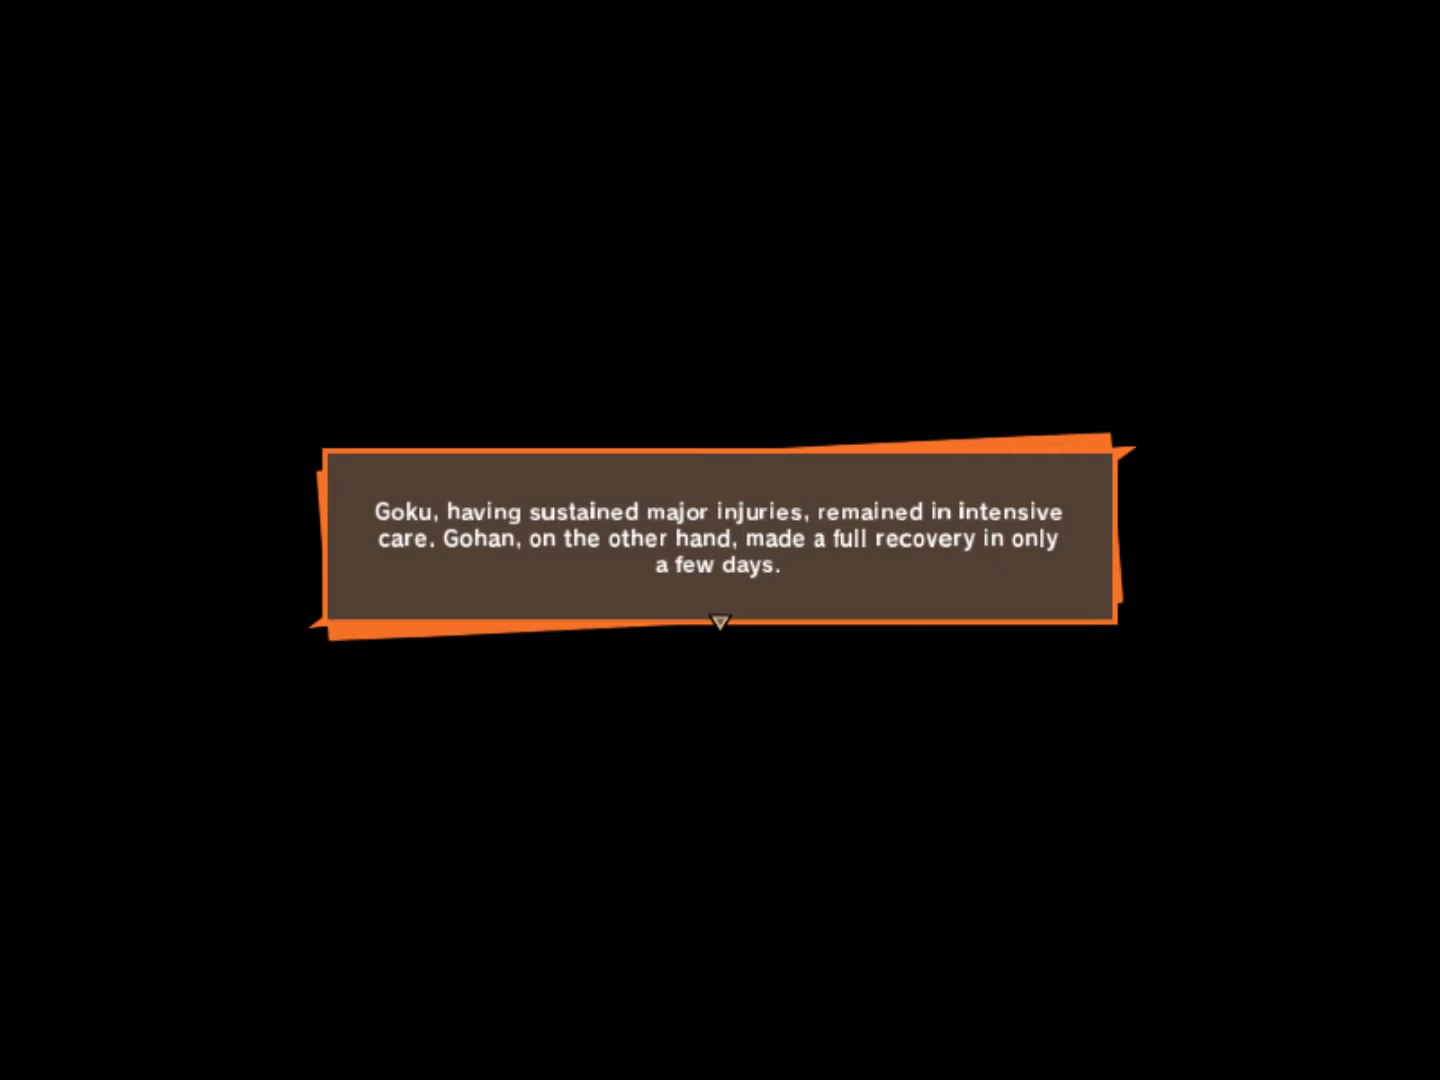 Goku, having sustained major injuries, remained in intensive
care. Gohan, on the other hand, made a full recovery in only
a few days.